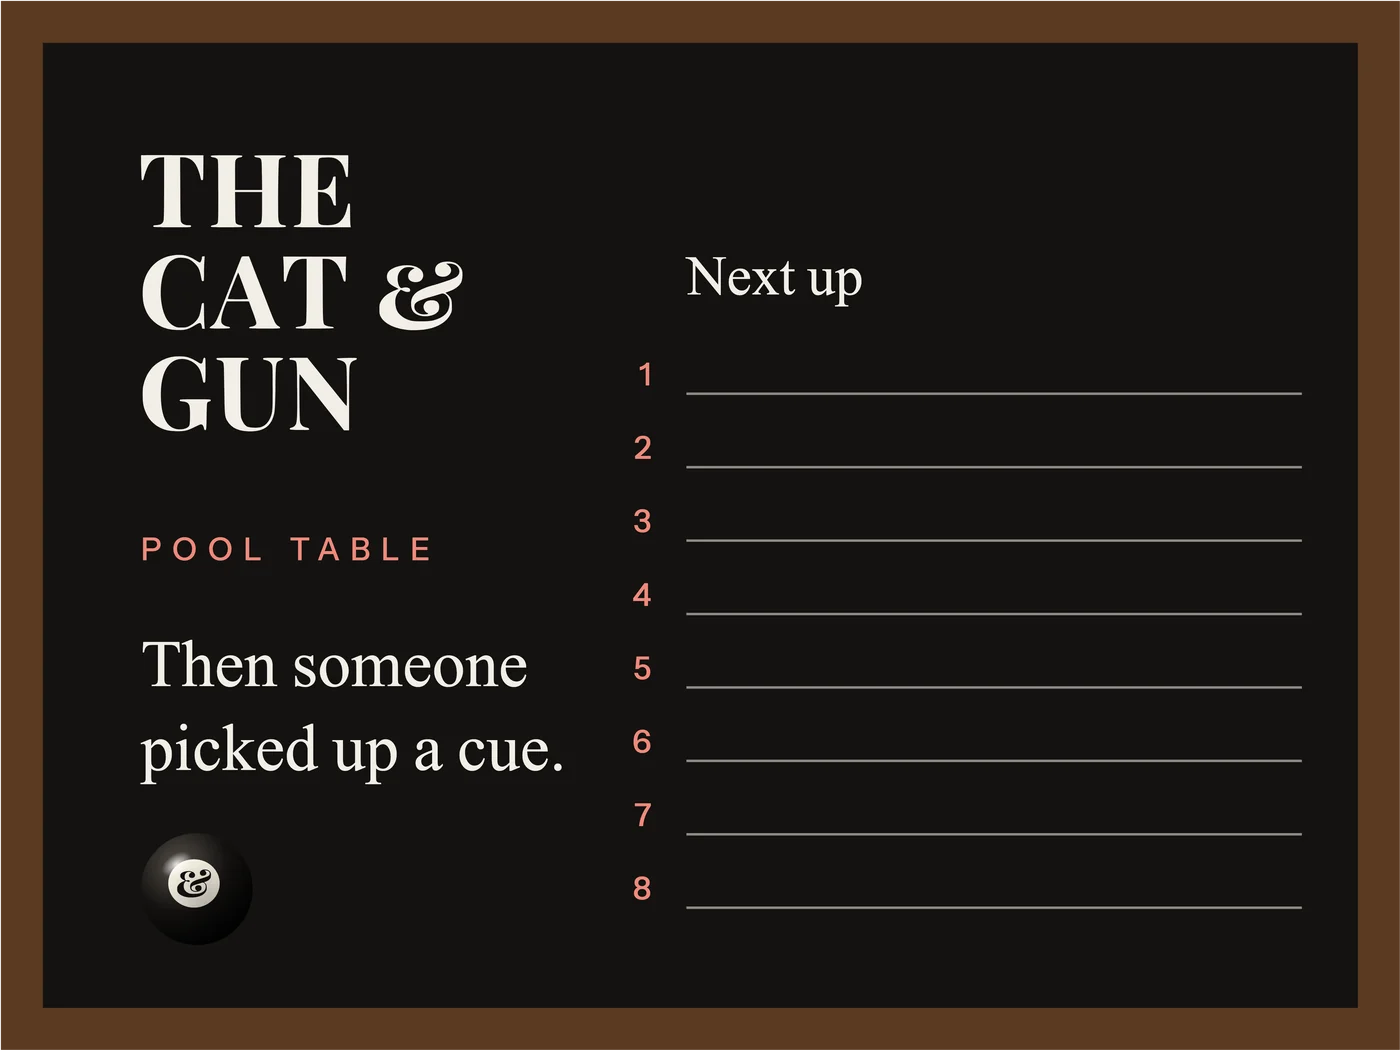 THE
CAT &
GUN
POOL TABLE
Then someone
picked up a cue.
&
Next up
1
2
3
4
5
6
7
8